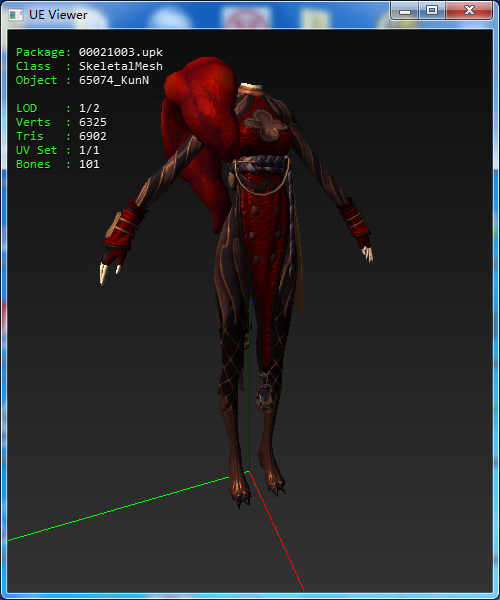 UE Viewer
Package: 00021003.upk
Class : SkeletalMesh
Object : 65074_KunN
LOD : 1/2
Verts : 6325
Tris : 6902
UV Set : 1/1
Bones : 101